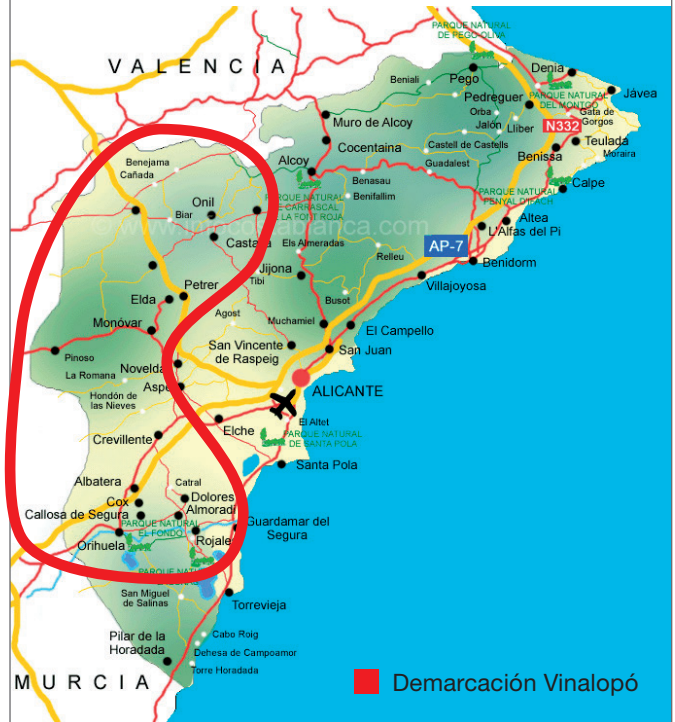 PARQUE NATURAL
DE PEGO-OLIVA
VALENCIA
Denia
Pego
Beniali
PARQUE NATURAL
DEL MONTGO
Jávea
Pedreguer
Orba
Gata de
Gorgos
Muro de Alcoy
Jalón
Llíber
N332
Teulada
Cocentaina
Castell de Castells
Benissa
Moraira
Benejama
Cañada
Alcoy
Guadalest
Benasau
Calpe
PARQUE NATURAL
DE CARRASCAL
DE LA FONT ROJA
Benifallim
PARQUE NATURAL
PENYAL D'IFACH
Onil
Biar
Altea
L'Alfas del Pi
Castalla
Els Almeradas
AP-7
Relleu
Benidorm
Jijona
Tibi
Petrer
Villajoyosa
Elda
Busot
Agost
Muchamiel
Monóvar
El Campello
San Vincente
de Raspeig
San Juan
Pinoso
Novelda
La Romana
Aspe
ALICANTE
Hondón de
las Nieves
Elche
El Altet
Crevillente
PARQUE NATURAL
DE SANTA POLA
Santa Pola
Albatera
Catral
Cox
Dolores
Callosa de Segura
Almoradí
PARQUE NATURAL
EL FONDO
Guardamar del
Segura
Orihuela
Rojales
PARQUE NATURAL
San Miguel
de Salinas
Torrevieja
Pilar de la
Horadada
Cabo Roig
Dehesa de Campoamor
Torre Horadada
MURCIA
Demarcación Vinalopó